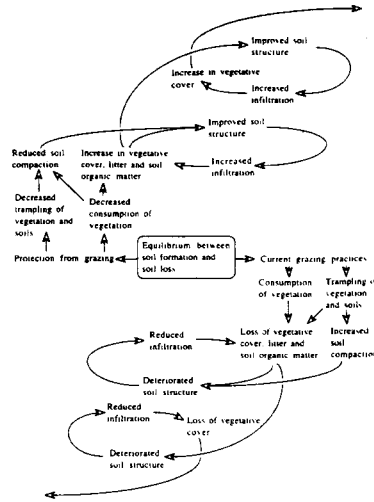 Improved soil
structure
Increase in vegetative
cover
Increased
infiltration
Improved soil
structure
Reduced soil
compaction
Increase in vegetative
cover, litter and soil
organic matter
Increased
infiltration
Decreased
trampling of
vegetation and
soils
Decreased
consumption of
vegetation
Equilibrium between
soil formation and
soil loss
Protection from grazing
Current grazing practices
Consumption
of vegetation
Trampling of
vegetation
and soils
Reduced
infiltration
Loss of vegetative
cover, litter and
soil organic matter
Increased
soil
compaction
Deteriorated
soil structure
Reduced
infiltration
Loss of vegetative
cover
Deteriorated
soil structure